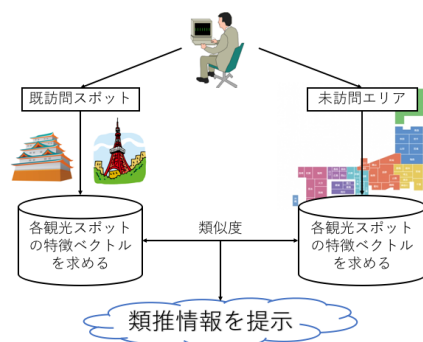 既訪問スポット
未訪問エリア
各観光スポット
の特徴ベクトル
を求める
類似度
各観光スポット
の特徴ベクトル
を求める
類推情報を提示